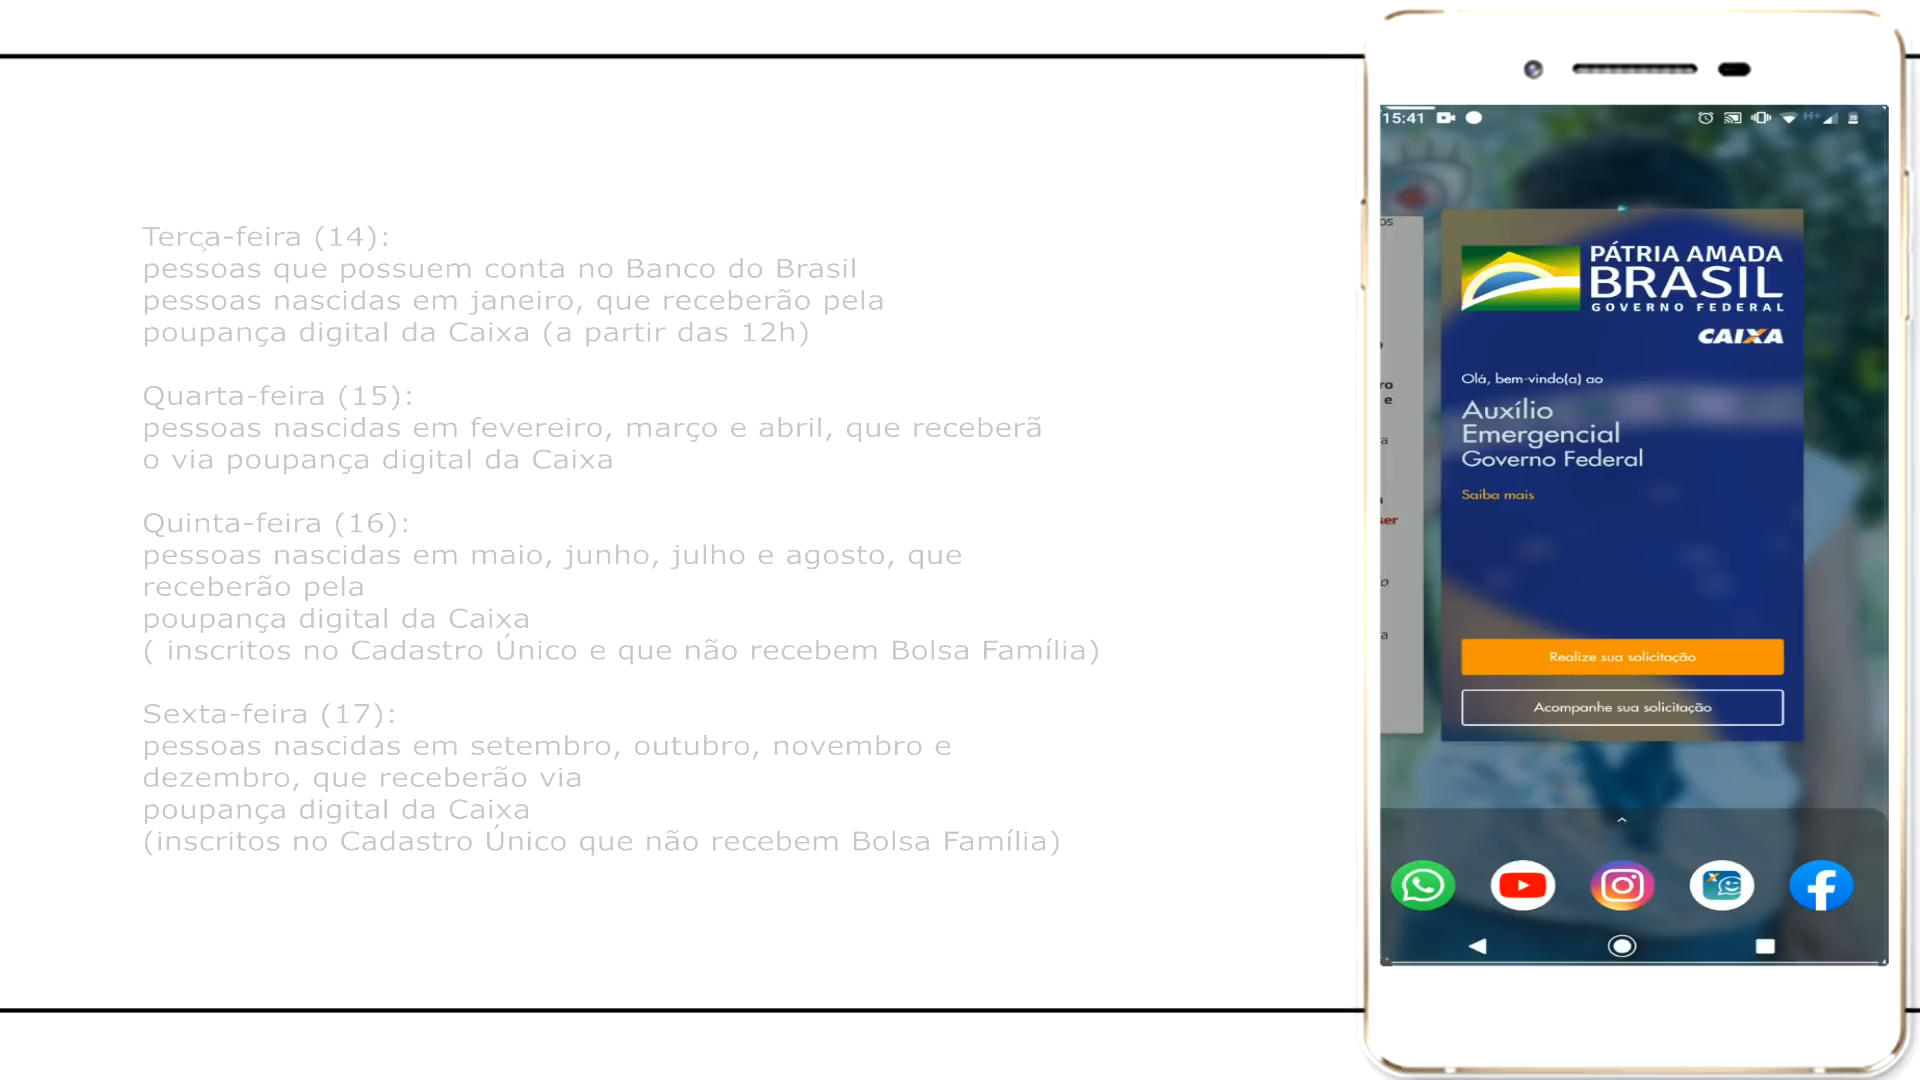 Terça-feira (14):
pessoas que possuem conta no Banco do Brasil
pessoas nascidas em janeiro, que receberão pela
poupança digital da Caixa (a partir das 12h)
Quarta-feira (15):
pessoas nascidas em fevereiro, março e abril, que receberã
o via poupança digital da Caixa
Quinta-feira (16):
pessoas nascidas em maio, junho, julho e agosto, que
receberão pela
poupança digital da Caixa
( inscritos no Cadastro Único e que não recebem Bolsa Família)
Sexta-feira (17):
pessoas nascidas em setembro, outubro, novembro e
dezembro, que receberão via
poupança digital da Caixa
(inscritos no Cadastro Único que não recebem Bolsa Família)
15:41
H+
PÁTRIA AMADA
BRASIL
GOVERNO FEDERAL
CAIXA
Olá, bem-vindo(a) ao
Auxílio
Emergencial
Governo Federal
Saiba mais
Realize sua solicitação
Acompanhe sua solicitação